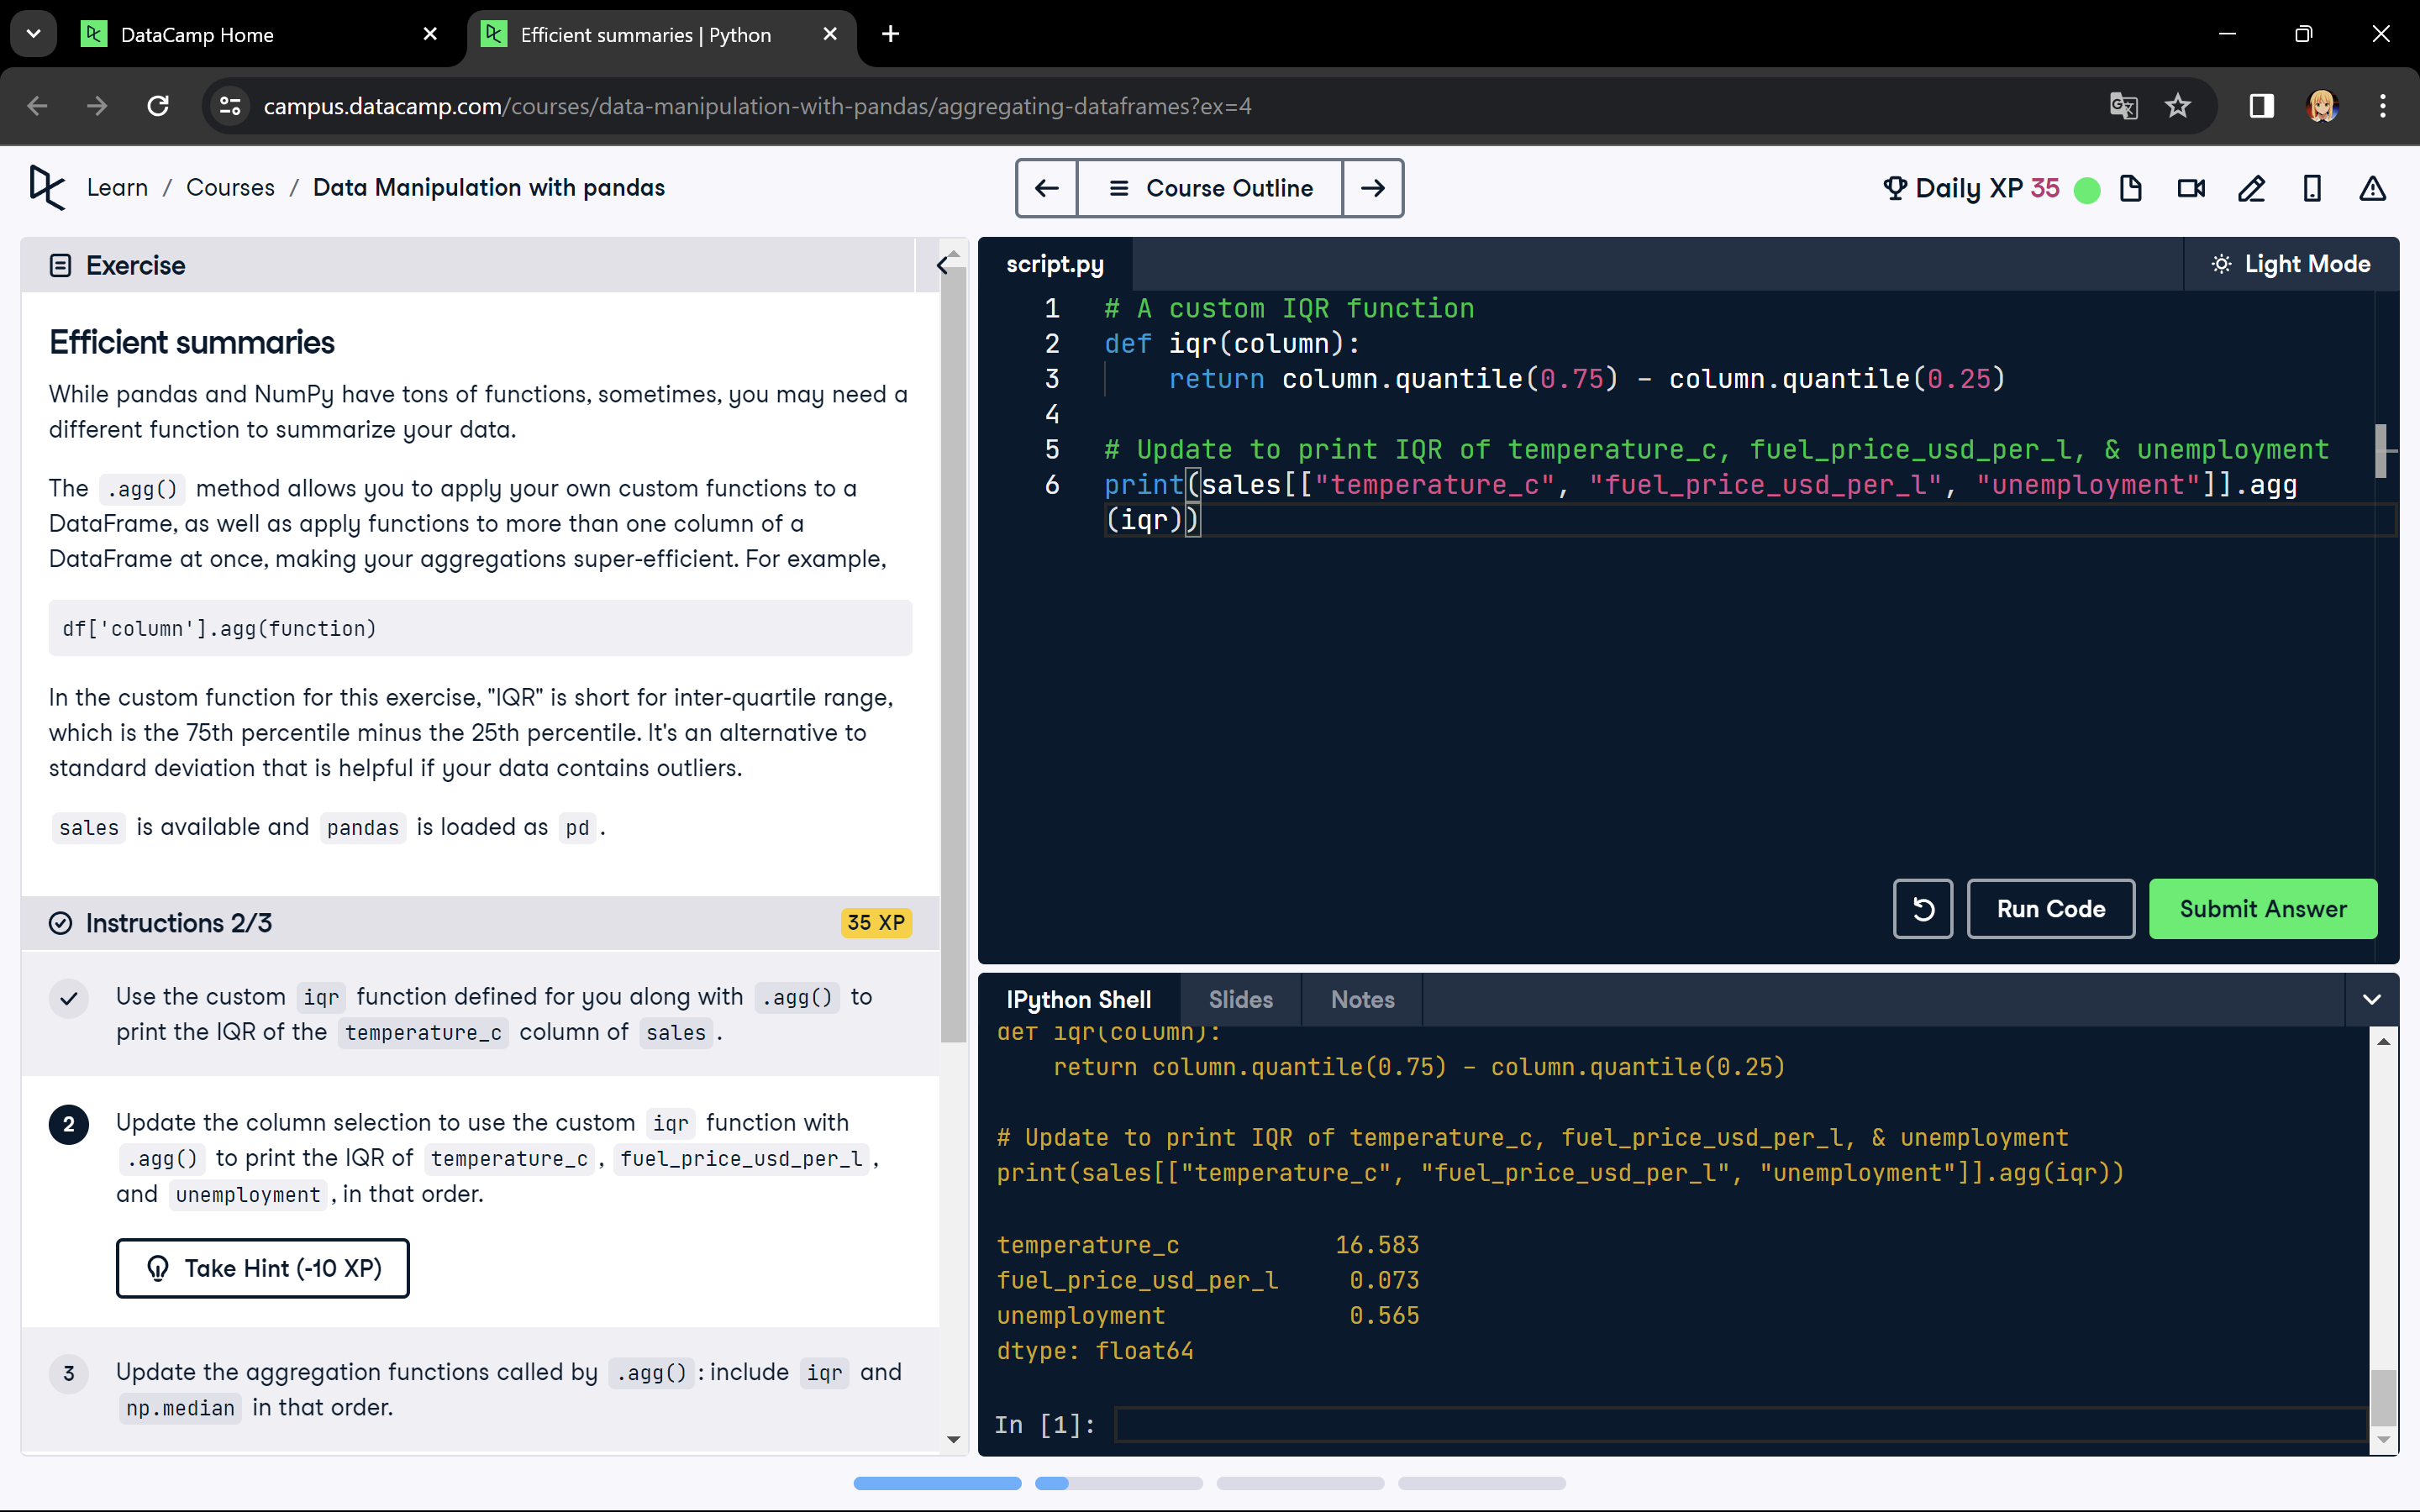 DataCamp Home
Efficient summaries | Python
campus.datacamp.com/courses/data-manipulation-with-pandas/aggregating-dataframes?ex=4
Learn / Courses / Data Manipulation with pandas
Course Outline
Daily XP 35
Exercise
Efficient summaries
While pandas and NumPy have tons of functions, sometimes, you may need a
different function to summarize your data.
The .agg() method allows you to apply your own custom functions to a
DataFrame, as well as apply functions to more than one column of a
DataFrame at once, making your aggregations super-efficient. For example,
df['column'].agg(function)
In the custom function for this exercise, "IQR" is short for inter-quartile range,
which is the 75th percentile minus the 25th percentile. It's an alternative to
standard deviation that is helpful if your data contains outliers.
sales is available and pandas is loaded as pd.
Instructions 2/3
35 XP
Use the custom iqr function defined for you along with .agg() to
print the IQR of the temperature_c column of sales.
2
Update the column selection to use the custom iqr function with
.agg() to print the IQR of temperature_c, fuel_price_usd_per_l,
and unemployment, in that order.
Take Hint (-10 XP)
3
Update the aggregation functions called by .agg(): include iqr and
np.median in that order.
script.py
Light Mode
1 # A custom IQR function
2 def iqr(column):
3     return column.quantile(0.75) - column.quantile(0.25)
4
5 # Update to print IQR of temperature_c, fuel_price_usd_per_l, & unemployment
6 print(sales[["temperature_c", "fuel_price_usd_per_l", "unemployment"]].agg
(iqr))
Run Code
Submit Answer
IPython Shell
Slides
Notes
def iqr(column):
    return column.quantile(0.75) - column.quantile(0.25)
# Update to print IQR of temperature_c, fuel_price_usd_per_l, & unemployment
print(sales[["temperature_c", "fuel_price_usd_per_l", "unemployment"]].agg(iqr))
temperature_c 16.583
fuel_price_usd_per_l 0.073
unemployment 0.565
dtype: float64
In [1]: